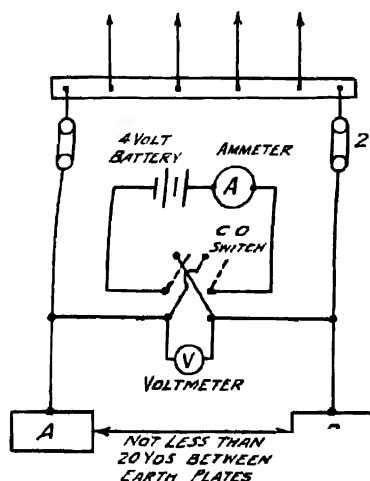 2
4 VOLT
BATTERY
AMMETER
A
C O
SWITCH
V
VOLTMETER
A
NOT LESS THAN
20 YDS BETWEEN
EARTH PLATES